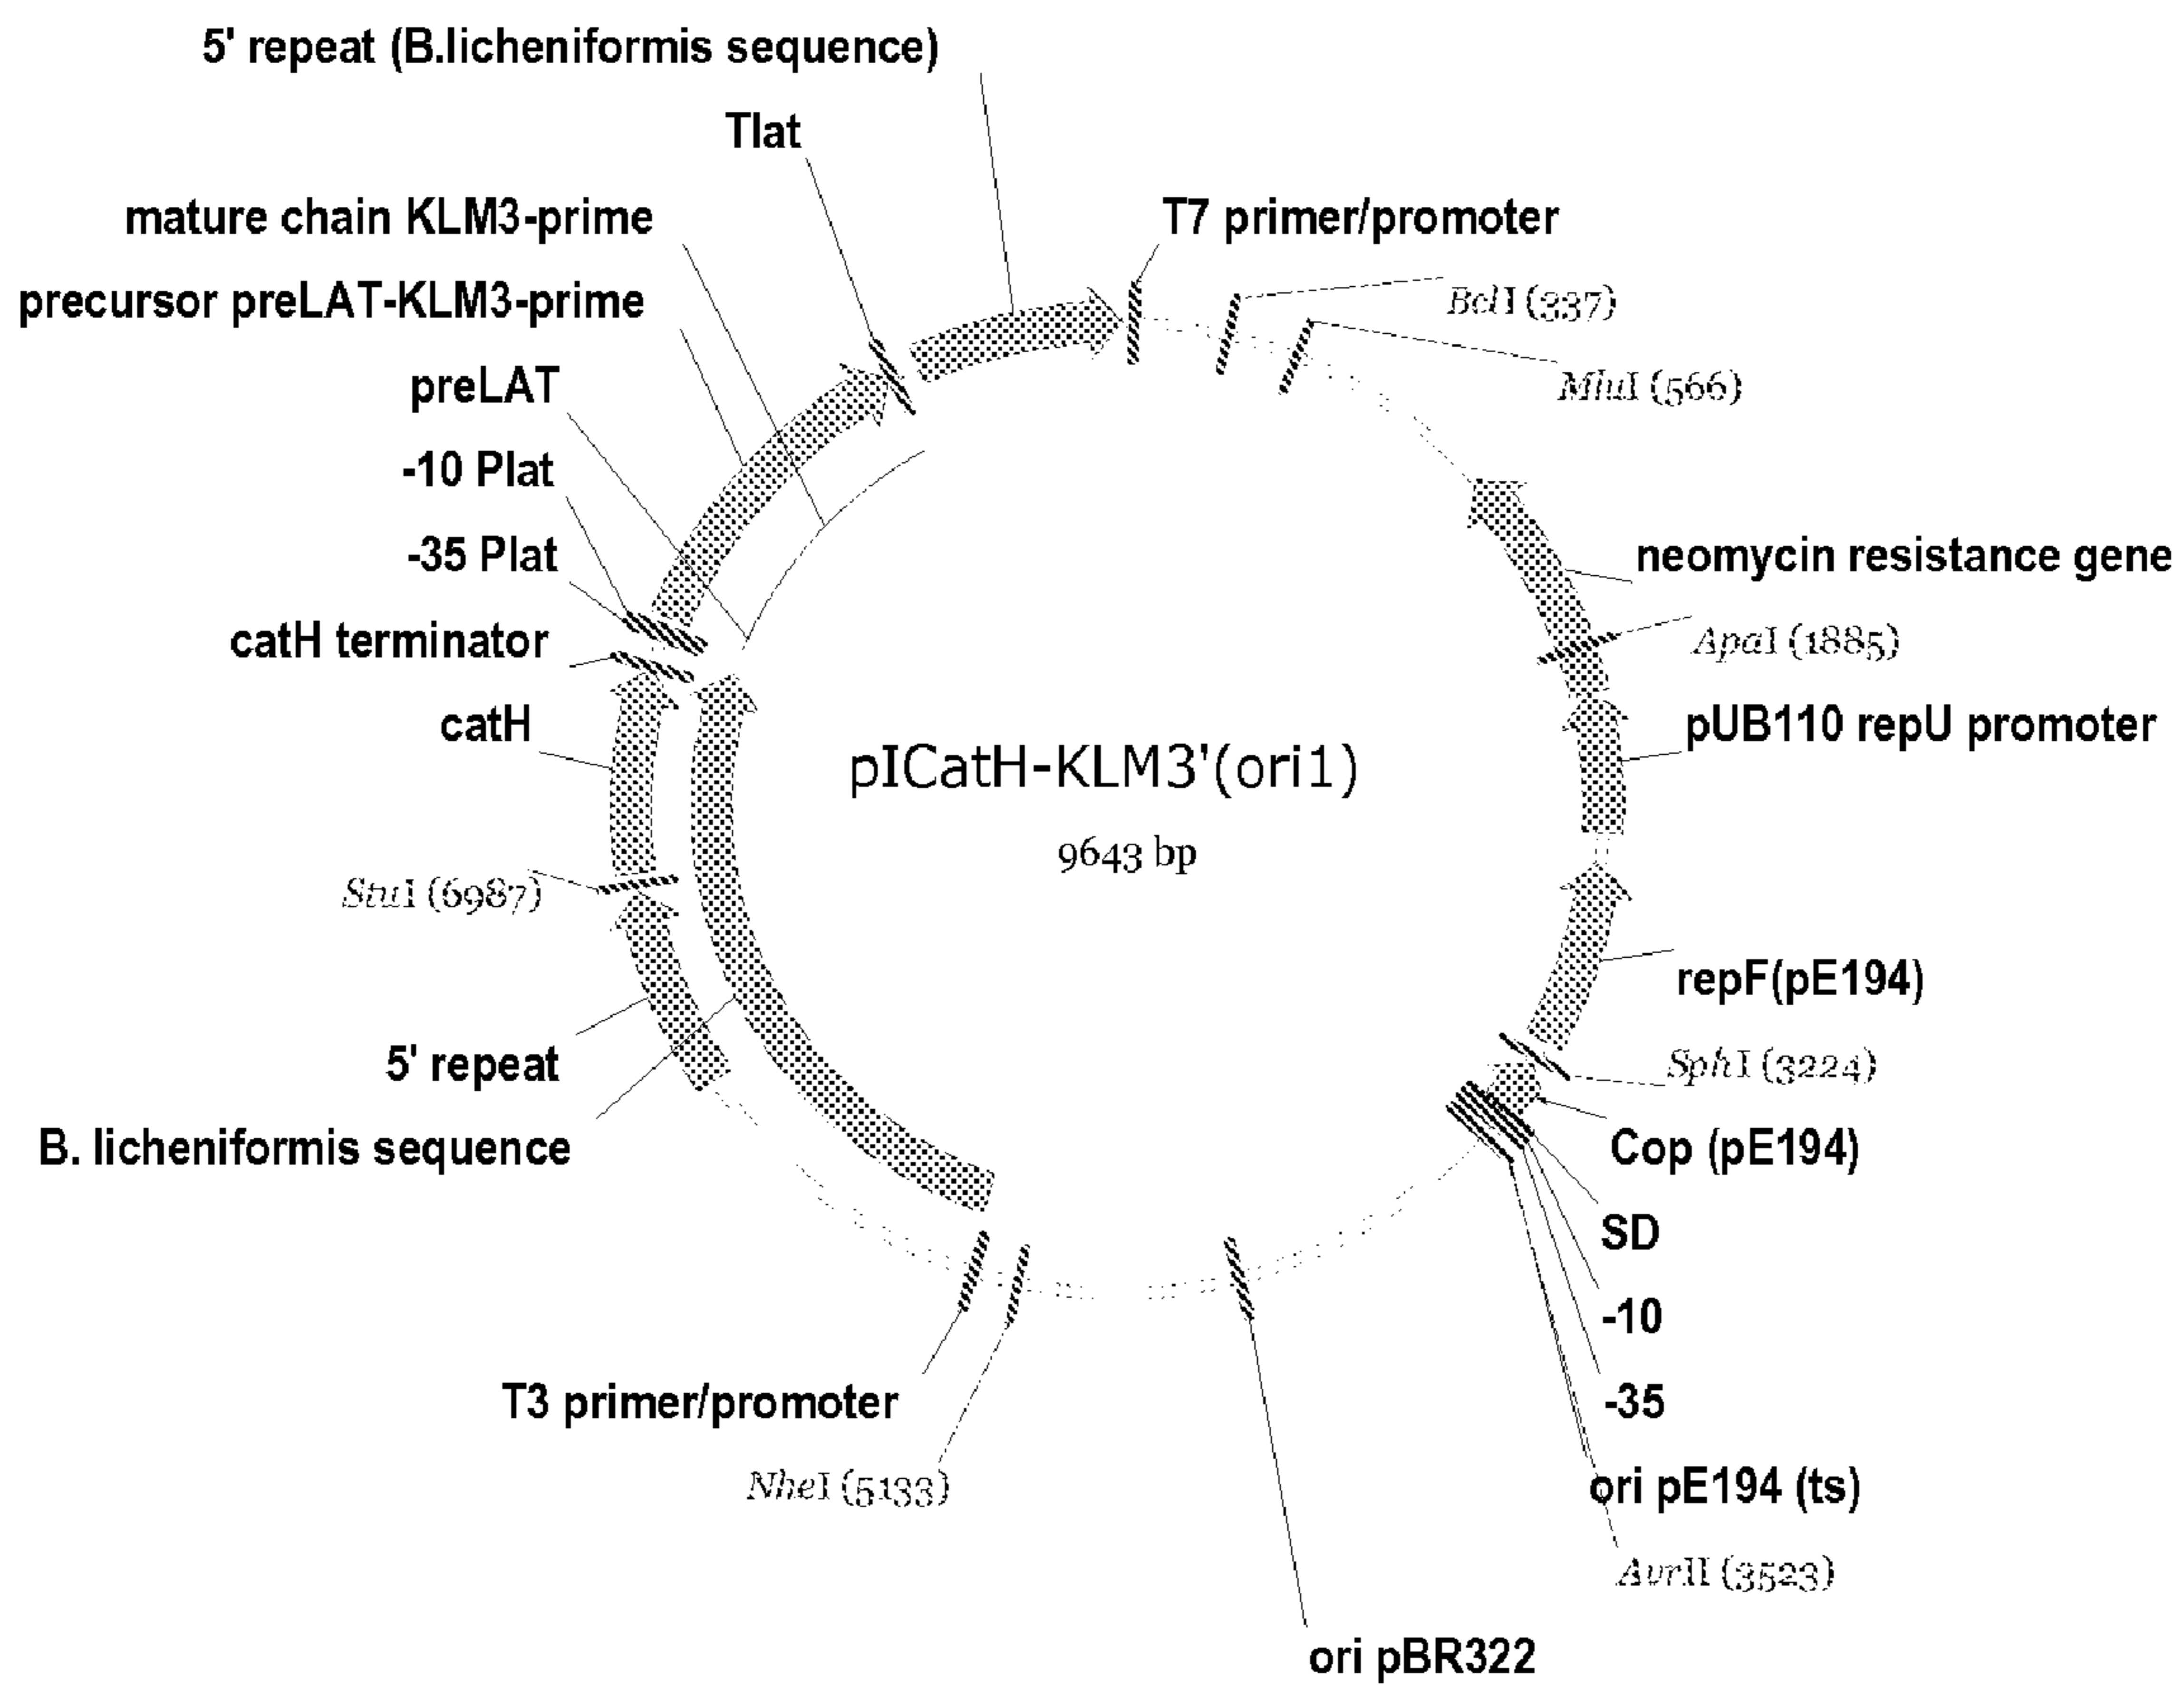 5' repeat (B.licheniformis sequence)
Tlat
mature chain KLM3-prime
T7 primer/promoter
precursor preLAT-KLM3-prime
BclI (337)
preLAT
MluI (566)
-10 Plat
-35 Plat
neomycin resistance gene
catH terminator
ApaI (1885)
catH
pUB110 repU promoter
pICatH-KLM3'(ori1)
9643 bp
StuI (6987)
repF(pE194)
5' repeat
SphI (3224)
B. licheniformis sequence
Cop (pE194)
SD
-10
T3 primer/promoter
-35
NheI (5133)
ori pE194 (ts)
AvrII (3523)
ori pBR322